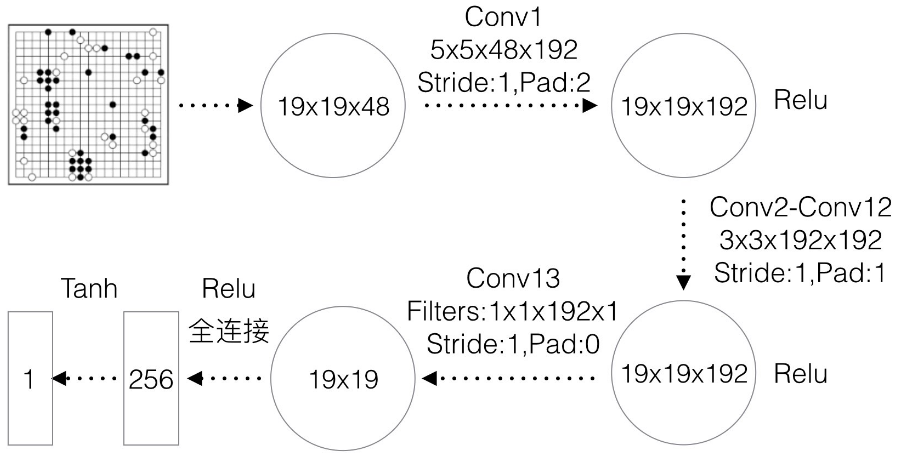 Conv1
5x5x48x192
Stride:1,Pad:2
19x19x48
19x19x192
Relu
Conv2-Conv12
3x3x192x192
Stride:1,Pad:1
19x19x192
Relu
Conv13
Filters:1x1x192x1
Stride:1,Pad:0
19x19
Relu
全连接
256
Tanh
1